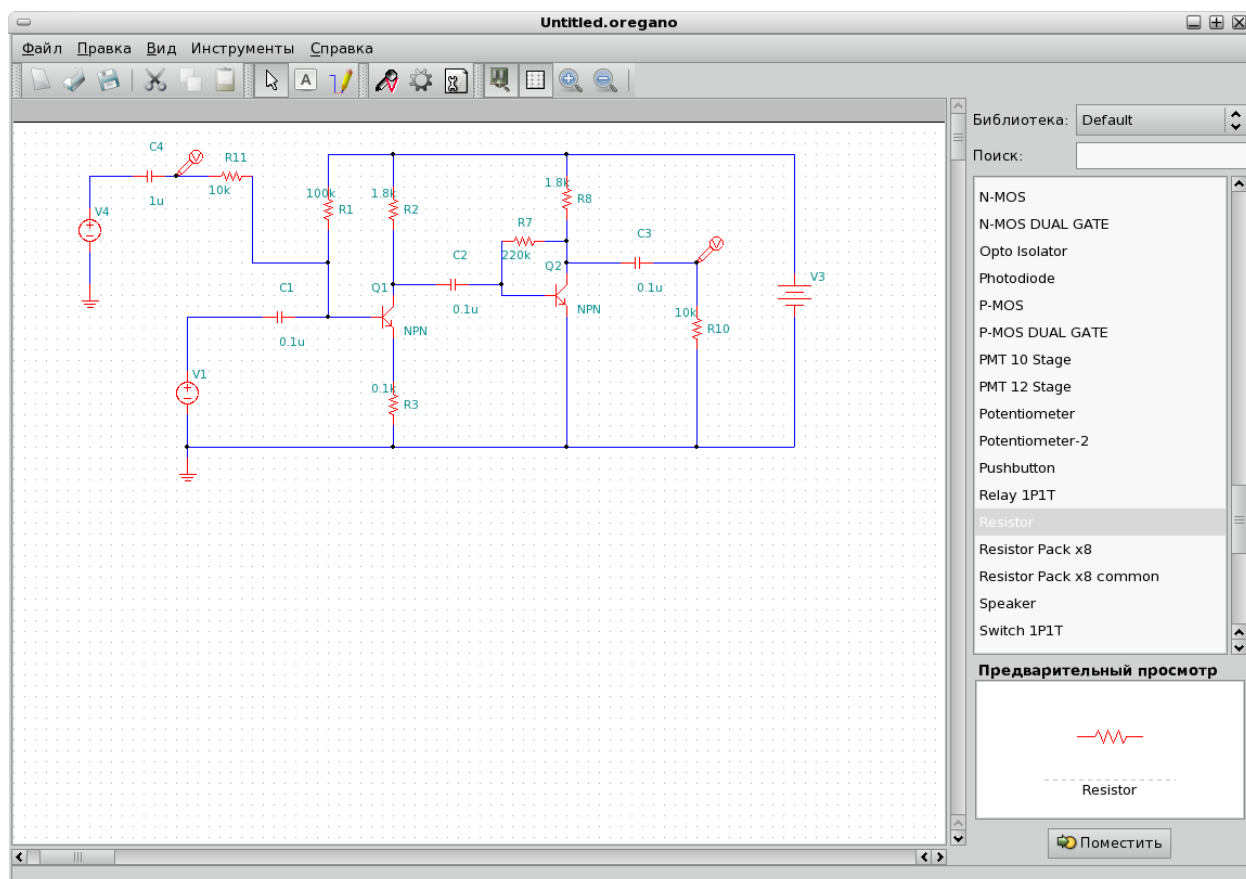 Untitled.oregano
Файл Правка Вид Инструменты Справка
A
Библиотека: Default
Поиск:
N-MOS
N-MOS DUAL GATE
Opto Isolator
Photodiode
P-MOS
P-MOS DUAL GATE
PMT 10 Stage
PMT 12 Stage
Potentiometer
Potentiometer-2
Pushbutton
Relay 1P1T
Resistor
Resistor Pack x8
Resistor Pack x8 common
Speaker
Switch 1P1T
Предварительный просмотр
Resistor
Поместить
C4
V
R11
10k
1u
V4
100k
R1
1.8k
R2
1.8k
R8
R7
220k
C2
0.1u
Q2
NPN
C3
0.1u
V
V3
C1
0.1u
Q1
NPN
10k
R10
V1
0.1k
R3